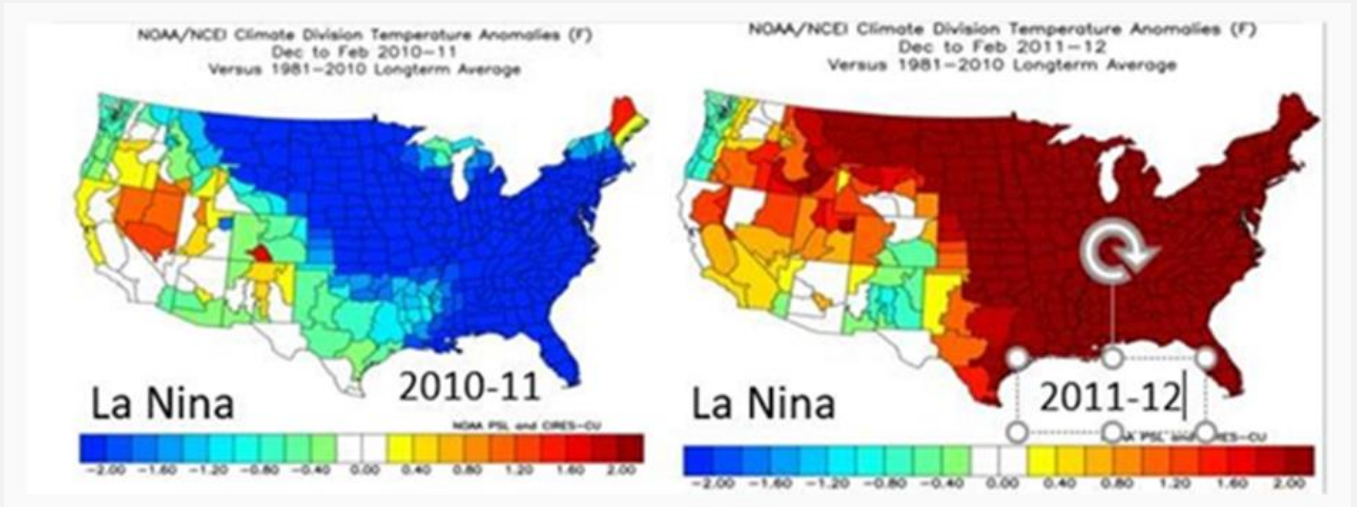 NOAA/NCEI Climate Division Temperature Anomalies (F)
Dec to Feb 2010-11
Versus 1981-2010 Longterm Average
La Nina
2010-11
NOAA PSL and CIRES-CU
-2.00 -1.60 -1.20 -0.80 -0.40 0.00 0.40 0.80 1.20 1.60 2.00
NOAA/NCEI Climate Division Temperature Anomalies (F)
Dec to Feb 2011-12
Versus 1981-2010 Longterm Average
La Nina
2011-12
PSL and
-2.00 -1.60 -1.20 -0.80 -0.40 0.00 0.40 0.80 1.20 1.60 2.00